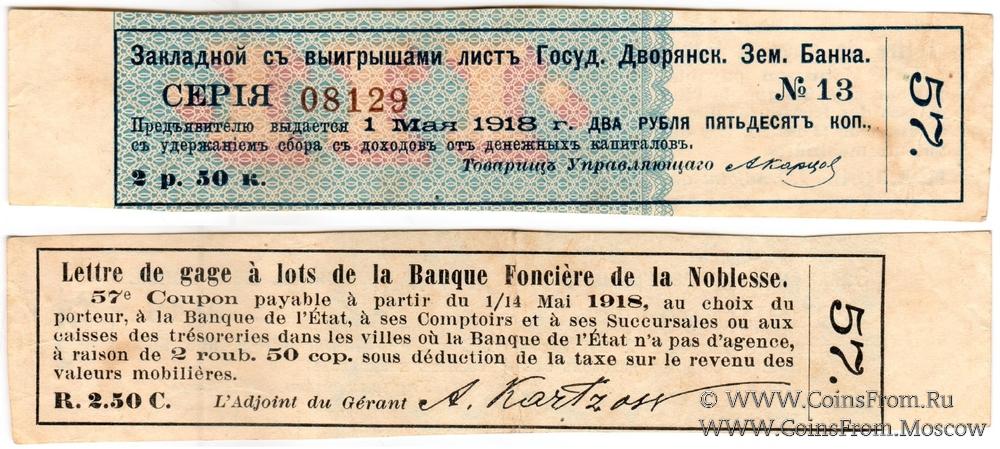 Закладной съ выигрышами листъ Госуд. Дворянск. Зем. Банка.
СЕРІЯ 08129 № 13
Предъявителю выдается 1 Мая 1918 г. ДВА РУБЛЯ ПЯТЬДЕСЯТЪ КОП.,
съ удержаніемъ сбора съ доходовъ отъ денежныхъ капиталовъ.
Товарищъ Управляющаго АКарцов
2 р. 50 к.
57.
Lettre de gage à lots de la Banque Foncière de la Noblesse.
57e Coupon payable à partir du 1/14 Mai 1918, au choix du
porteur, à la Banque de l'État, à ses Comptoirs et à ses Succursales ou aux
caisses des trésoreries dans les villes où la Banque de l'État n'a pas d'agence,
à raison de 2 roub. 50 cop. sous déduction de la taxe sur le revenu des
valeurs mobilières.
R. 2.50 C. L'Adjoint du Gérant A. Kartzow
57.
© WWW.CoinsFrom.Ru
WWW.CoinsFrom.Moscow